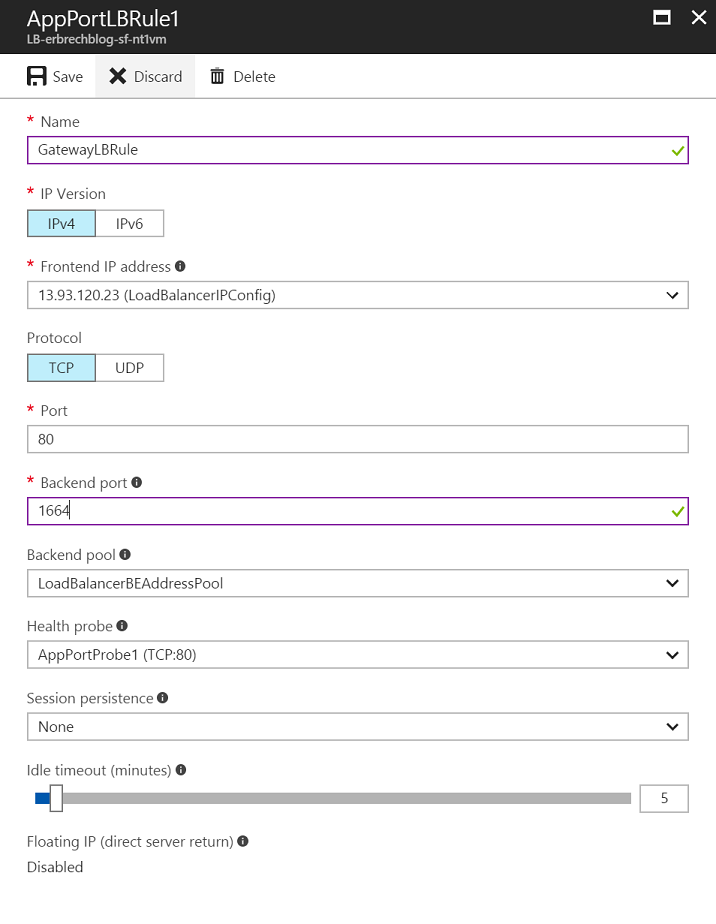 AppPortLBRule1
LB-erbrechblog-sf-nt1vm
Save Discard Delete
* Name
GatewayLBRule
* IP Version
IPv4 IPv6
* Frontend IP address
13.93.120.23 (LoadBalancerIPConfig)
Protocol
TCP UDP
* Port
80
* Backend port
1664
Backend pool
LoadBalancerBEAddressPool
Health probe
AppPortProbe1 (TCP:80)
Session persistence
None
Idle timeout (minutes)
5
Floating IP (direct server return)
Disabled